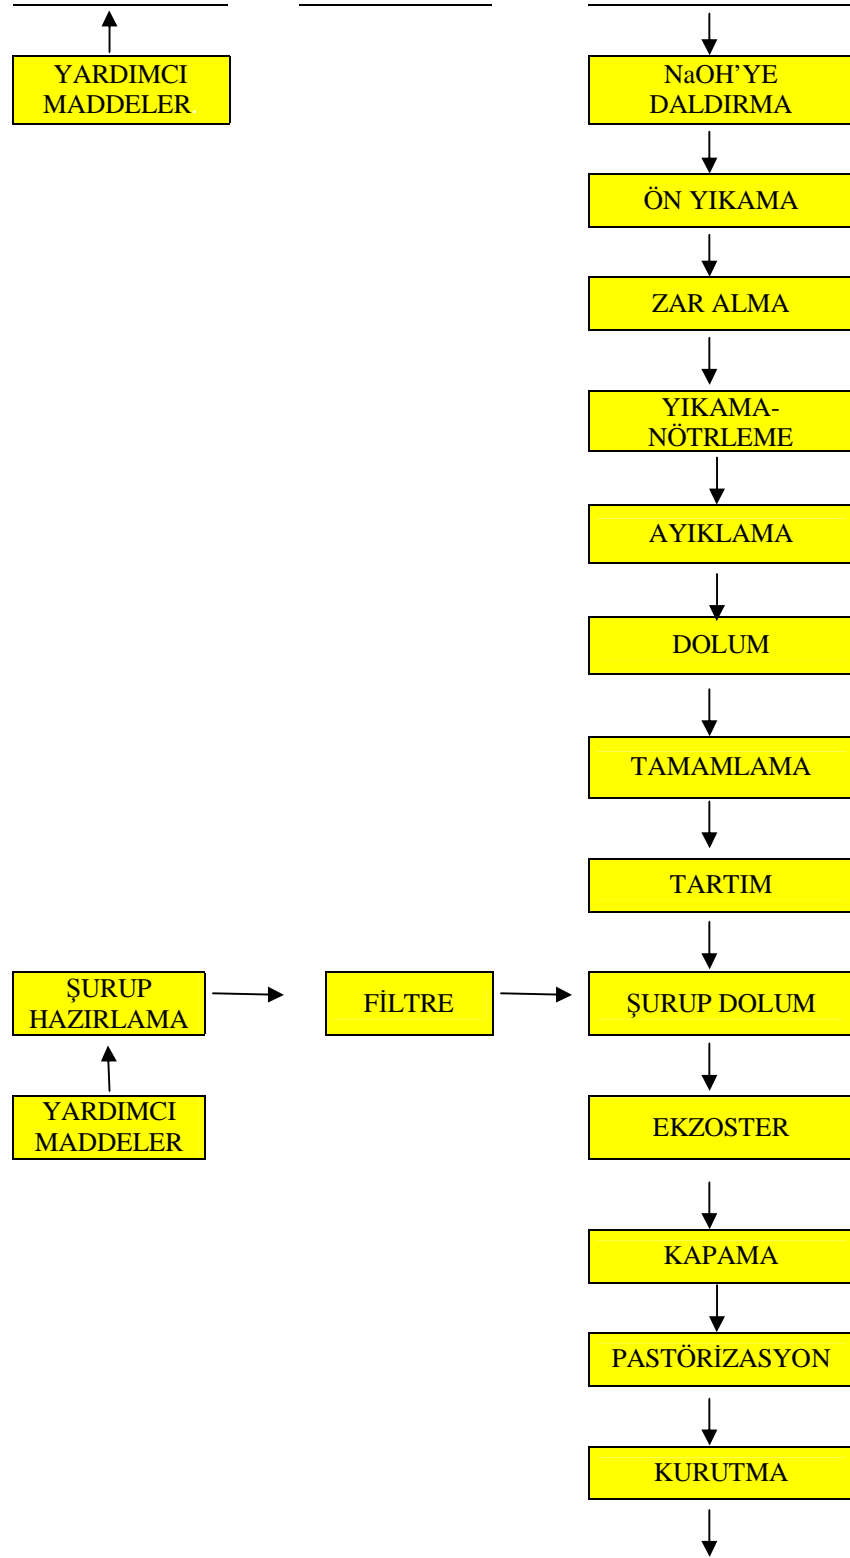 YARDIMCI
MADDELER
NaOH’YE
DALDIRMA
ÖN YIKAMA
ZAR ALMA
YIKAMA-
NÖTRLEME
AYIKLAMA
DOLUM
TAMAMLAMA
TARTIM
ŞURUP
HAZIRLAMA
FİLTRE
ŞURUP DOLUM
YARDIMCI
MADDELER
EKZOSTER
KAPAMA
PASTÖRİZASYON
KURUTMA